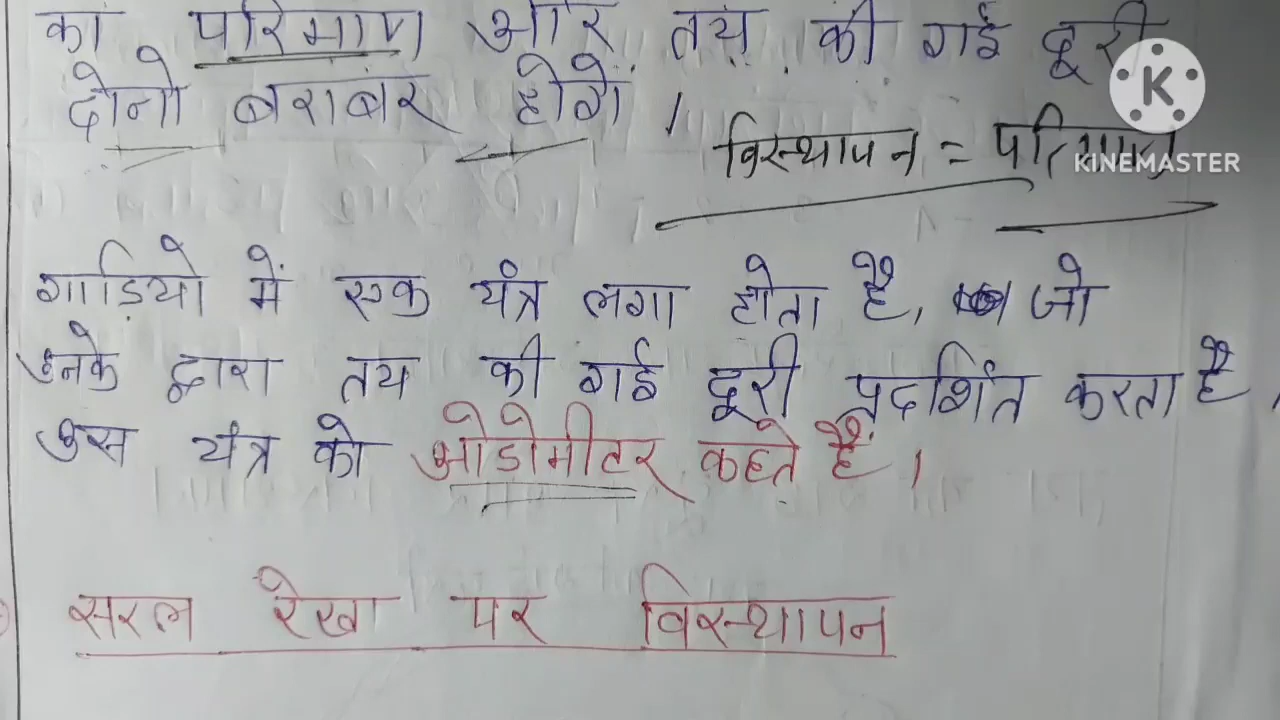 का परिमाण और तय की गई दूरी
दोनो बराबर होगें ।
विस्थापन = परिमाण
K
KINEMASTER
गाड़ियो में एक यंत्र लगा होता है, जो
उनके द्वारा तय की गई दूरी प्रदर्शित करता है,
उस यंत्र को ओडोमीटर कहते हैं ।
सरल रेखा पर विस्थापन